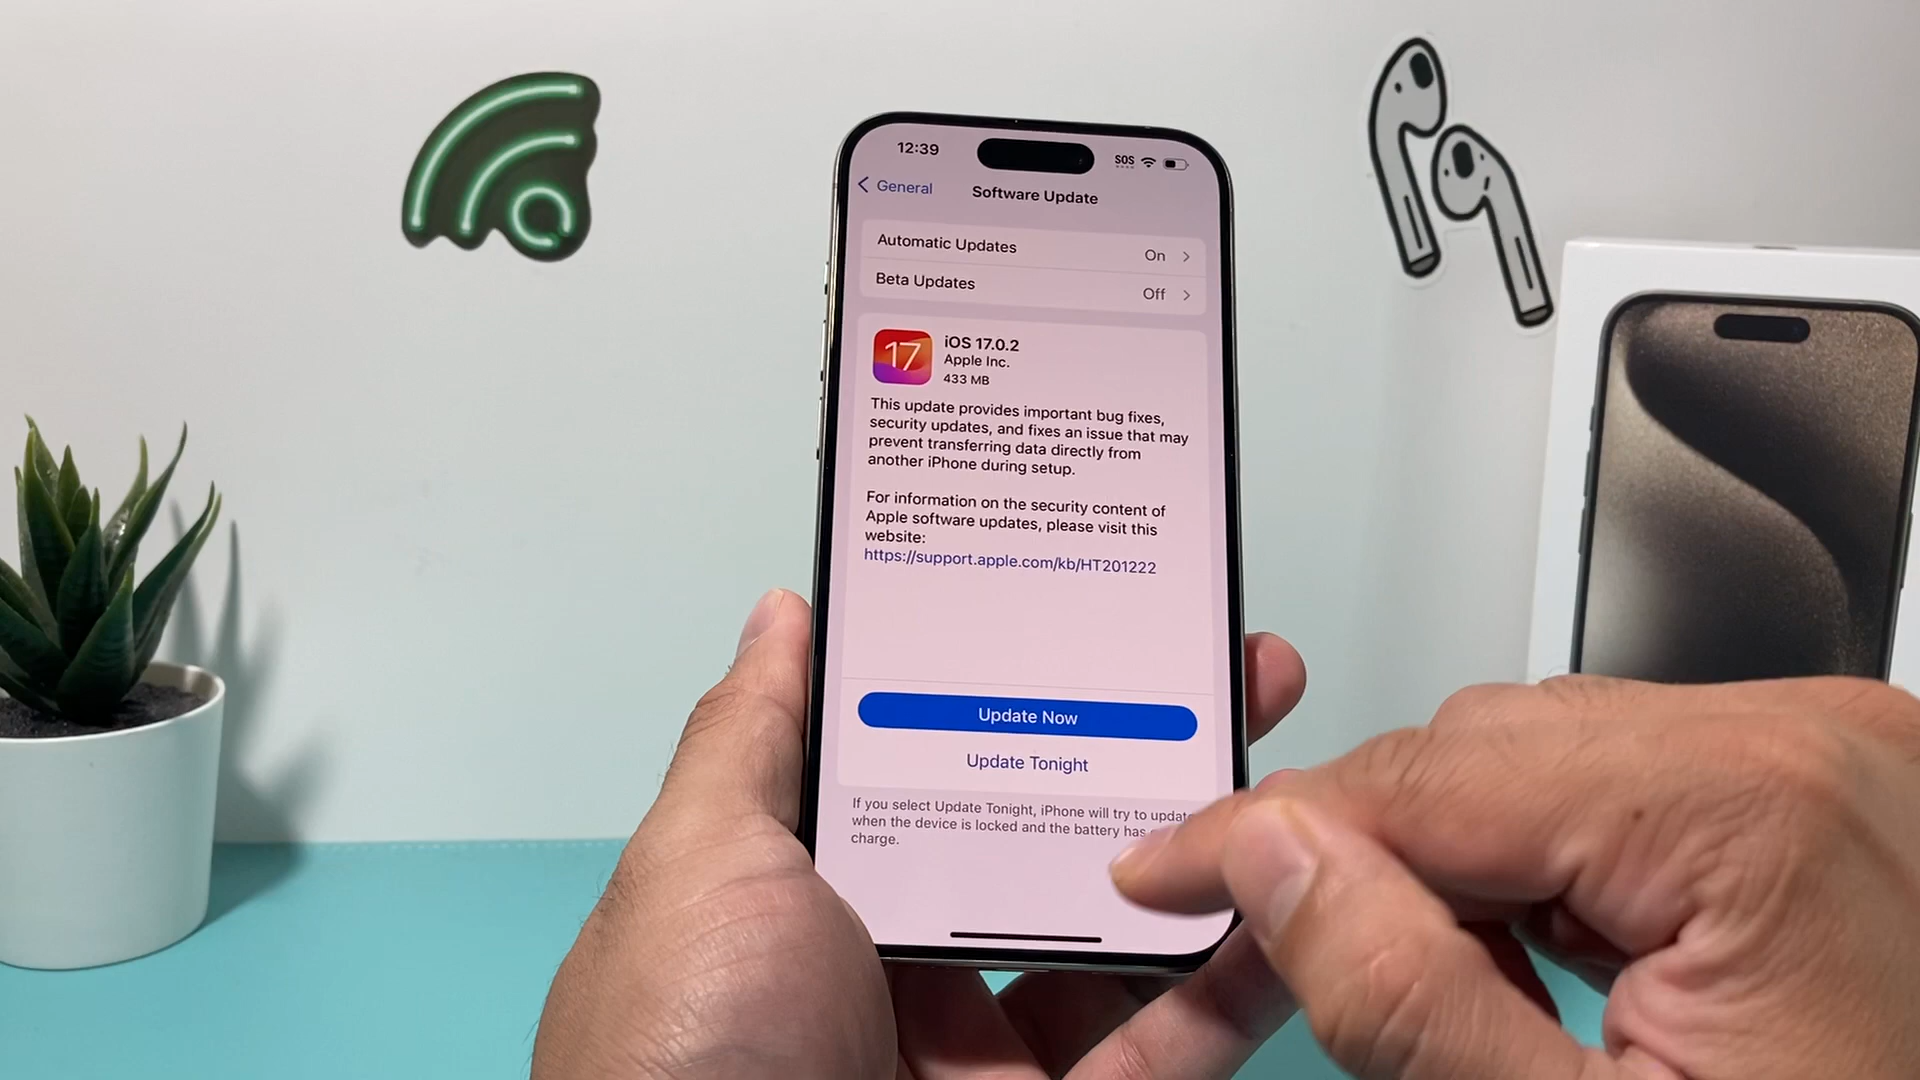 12:39
SOS
General
Software Update
Automatic Updates
On
Beta Updates
Off
17
iOS 17.0.2
Apple Inc.
433 MB
This update provides important bug fixes,
security updates, and fixes an issue that may
prevent transferring data directly from
another iPhone during setup.
For information on the security content of
Apple software updates, please visit this
website:
https://support.apple.com/kb/HT201222
Update Now
Update Tonight
If you select Update Tonight, iPhone will try to update
when the device is locked and the battery has
charge.